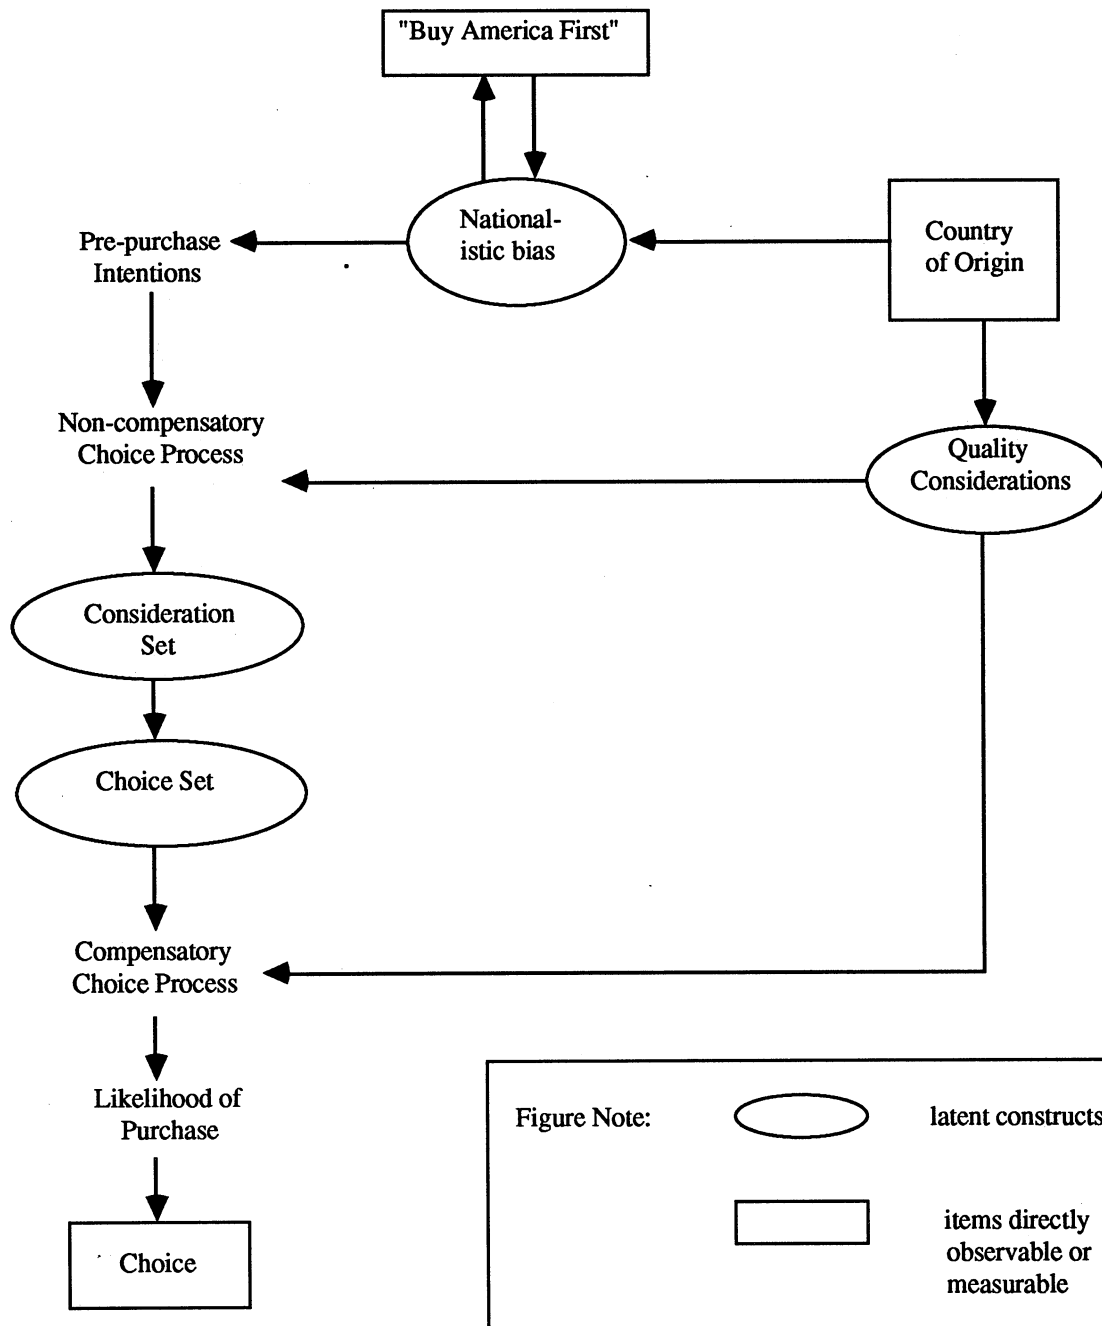 "Buy America First"
National-
istic bias
Country
of Origin
Pre-purchase
Intentions
Non-compensatory
Choice Process
Quality
Considerations
Consideration
Set
Choice Set
Compensatory
Choice Process
Likelihood of
Purchase
Choice
Figure Note:
latent constructs
items directly
observable or
measurable